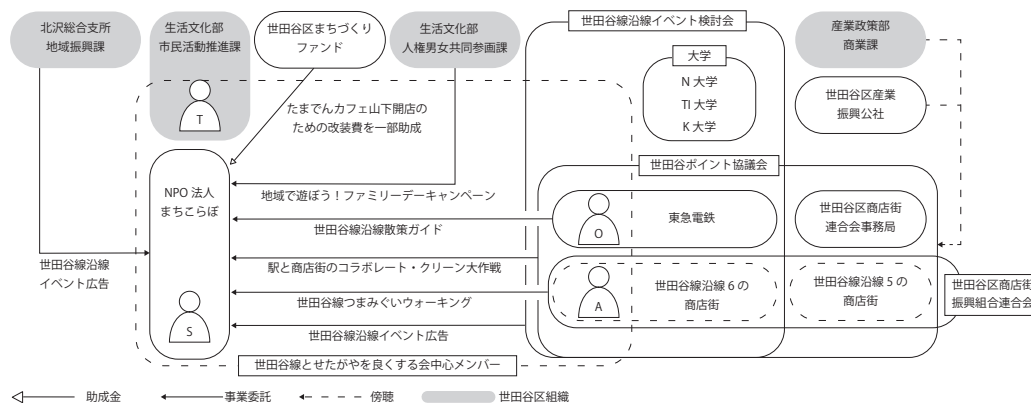 北沢総合支所
地域振興課
生活文化部
市民活動推進課
T
世田谷区まちづくり
ファンド
生活文化部
人権男女共同参画課
世田谷線沿線イベント検討会
大学
N 大学
TI 大学
K 大学
産業政策部
商業課
世田谷区産業
振興公社
たまでんカフェ山下開店の
ための改装費を一部助成
世田谷ポイント協議会
NPO 法人
まちこらぼ
S
地域で遊ぼう！ファミリーデーキャンペーン
世田谷線沿線散策ガイド
駅と商店街のコラボレート・クリーン大作戦
世田谷線つまみぐいウォーキング
世田谷線沿線イベント広告
世田谷線沿線
イベント広告
O
東急電鉄
世田谷区商店街
連合会事務局
A
世田谷線沿線 6 の
商店街
世田谷線沿線 5 の
商店街
世田谷区商店街
振興組合連合会
世田谷線とせたがやを良くする会中心メンバー
助成金
事業委託
傍聴
世田谷区組織